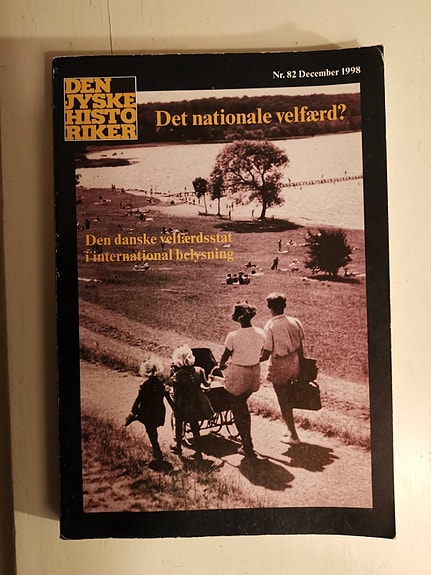 Nr. 82 December 1998
DEN
JYSKE
HISTO
RIKER
Det nationale velfærd?
Den danske velfærdsstat
i international belysning